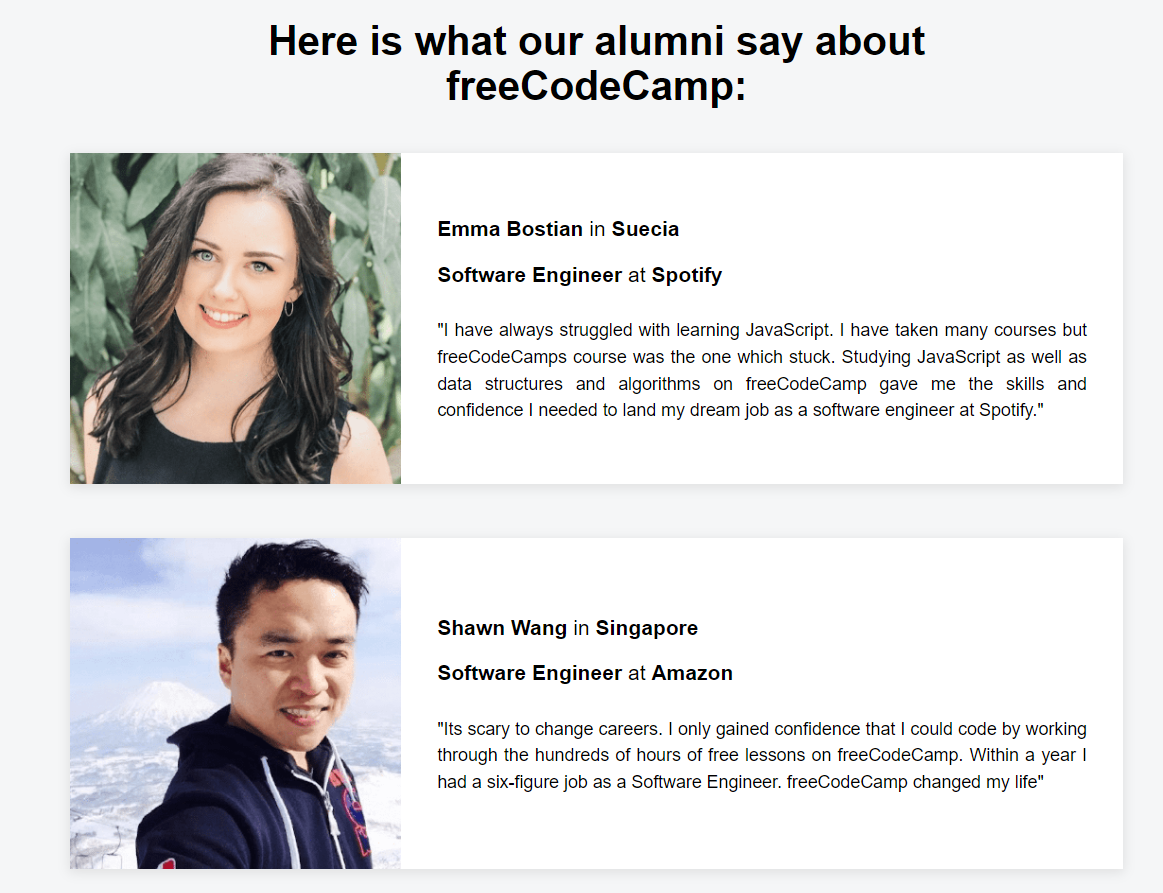 Here is what our alumni say about
freeCodeCamp:
Emma Bostian in Suecia
Software Engineer at Spotify
"I have always struggled with learning JavaScript. I have taken many courses but
freeCodeCamps course was the one which stuck. Studying JavaScript as well as
data structures and algorithms on freeCodeCamp gave me the skills and
confidence I needed to land my dream job as a software engineer at Spotify."
Shawn Wang in Singapore
Software Engineer at Amazon
"Its scary to change careers. I only gained confidence that I could code by working
through the hundreds of hours of free lessons on freeCodeCamp. Within a year I
had a six-figure job as a Software Engineer. freeCodeCamp changed my life"